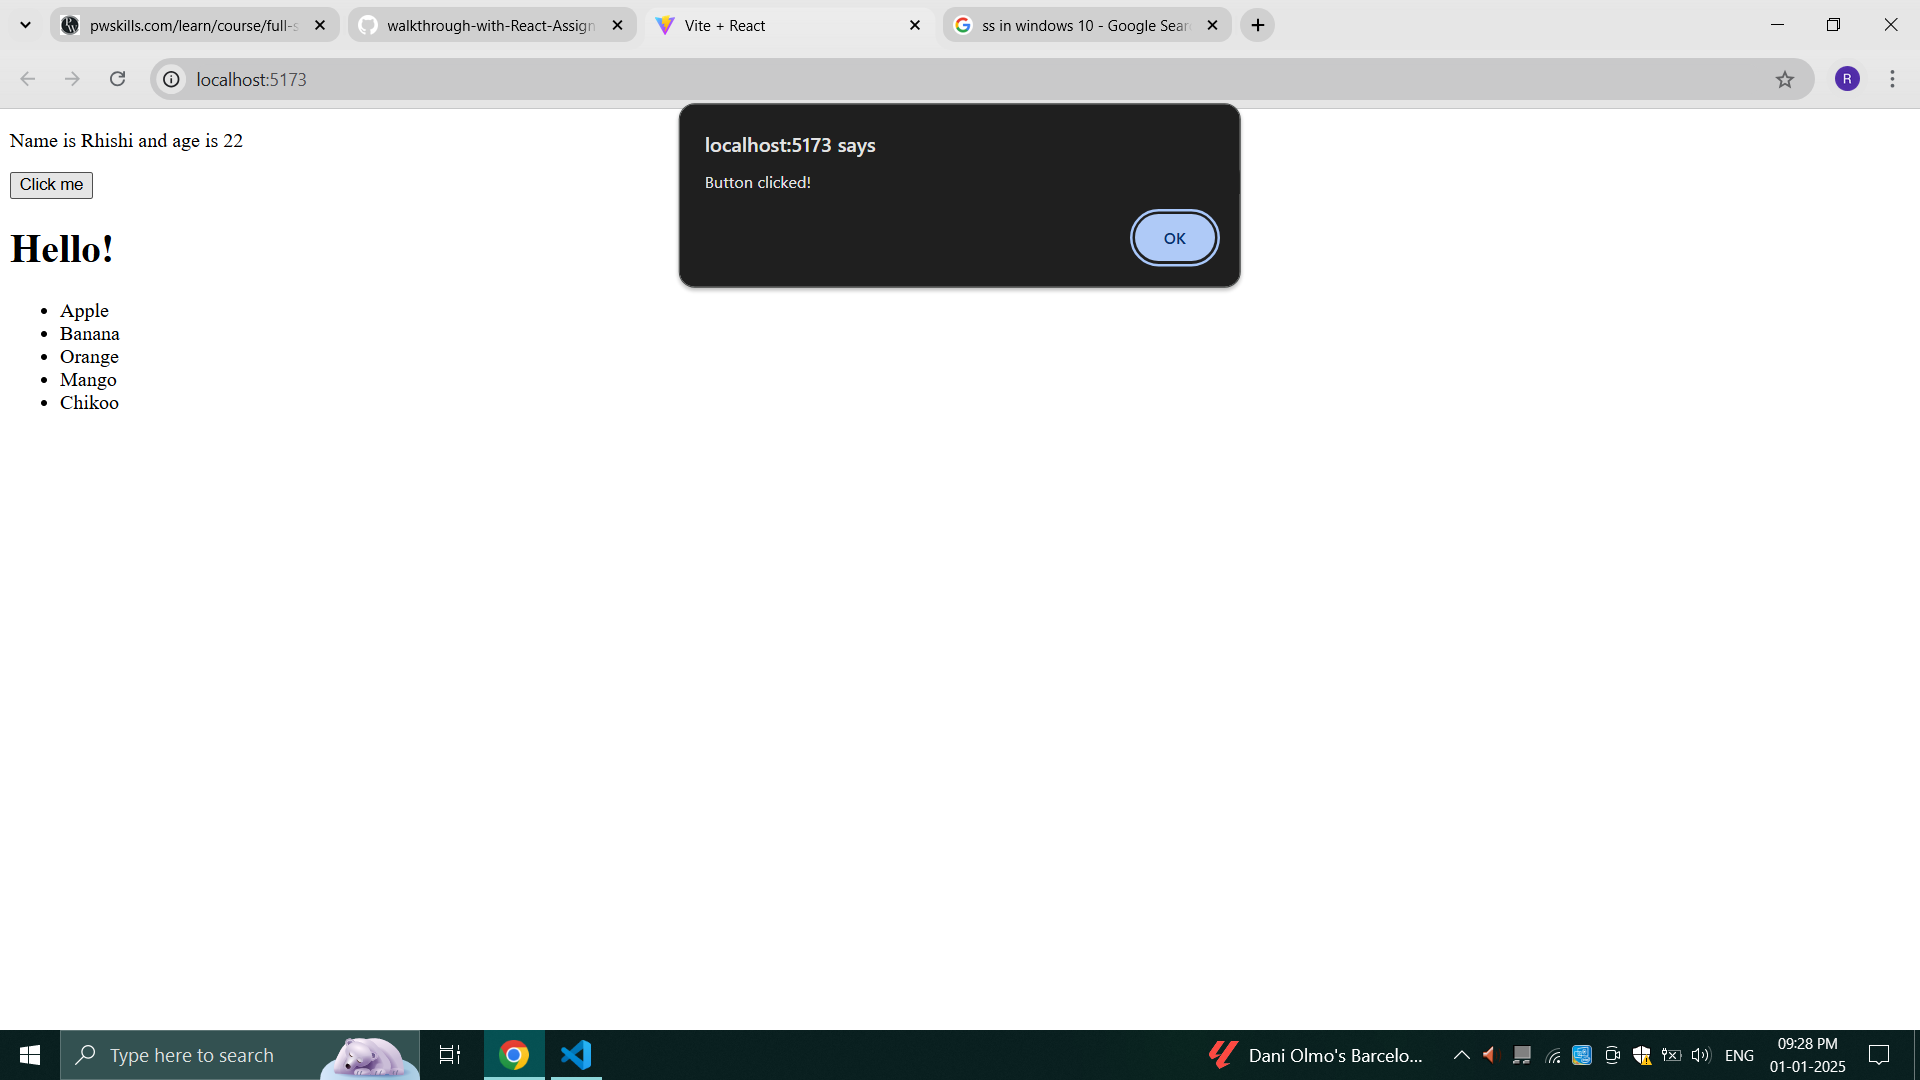 pwskills.com/learn/course/full-s
walkthrough-with-React-Assign
Vite + React
ss in windows 10 - Google Sear
localhost:5173
R
Name is Rhishi and age is 22
Click me
Hello!
Apple
Banana
Orange
Mango
Chikoo
localhost:5173 says
Button clicked!
OK
Type here to search
Dani Olmo's Barcelo...
ENG
09:28 PM
01-01-2025